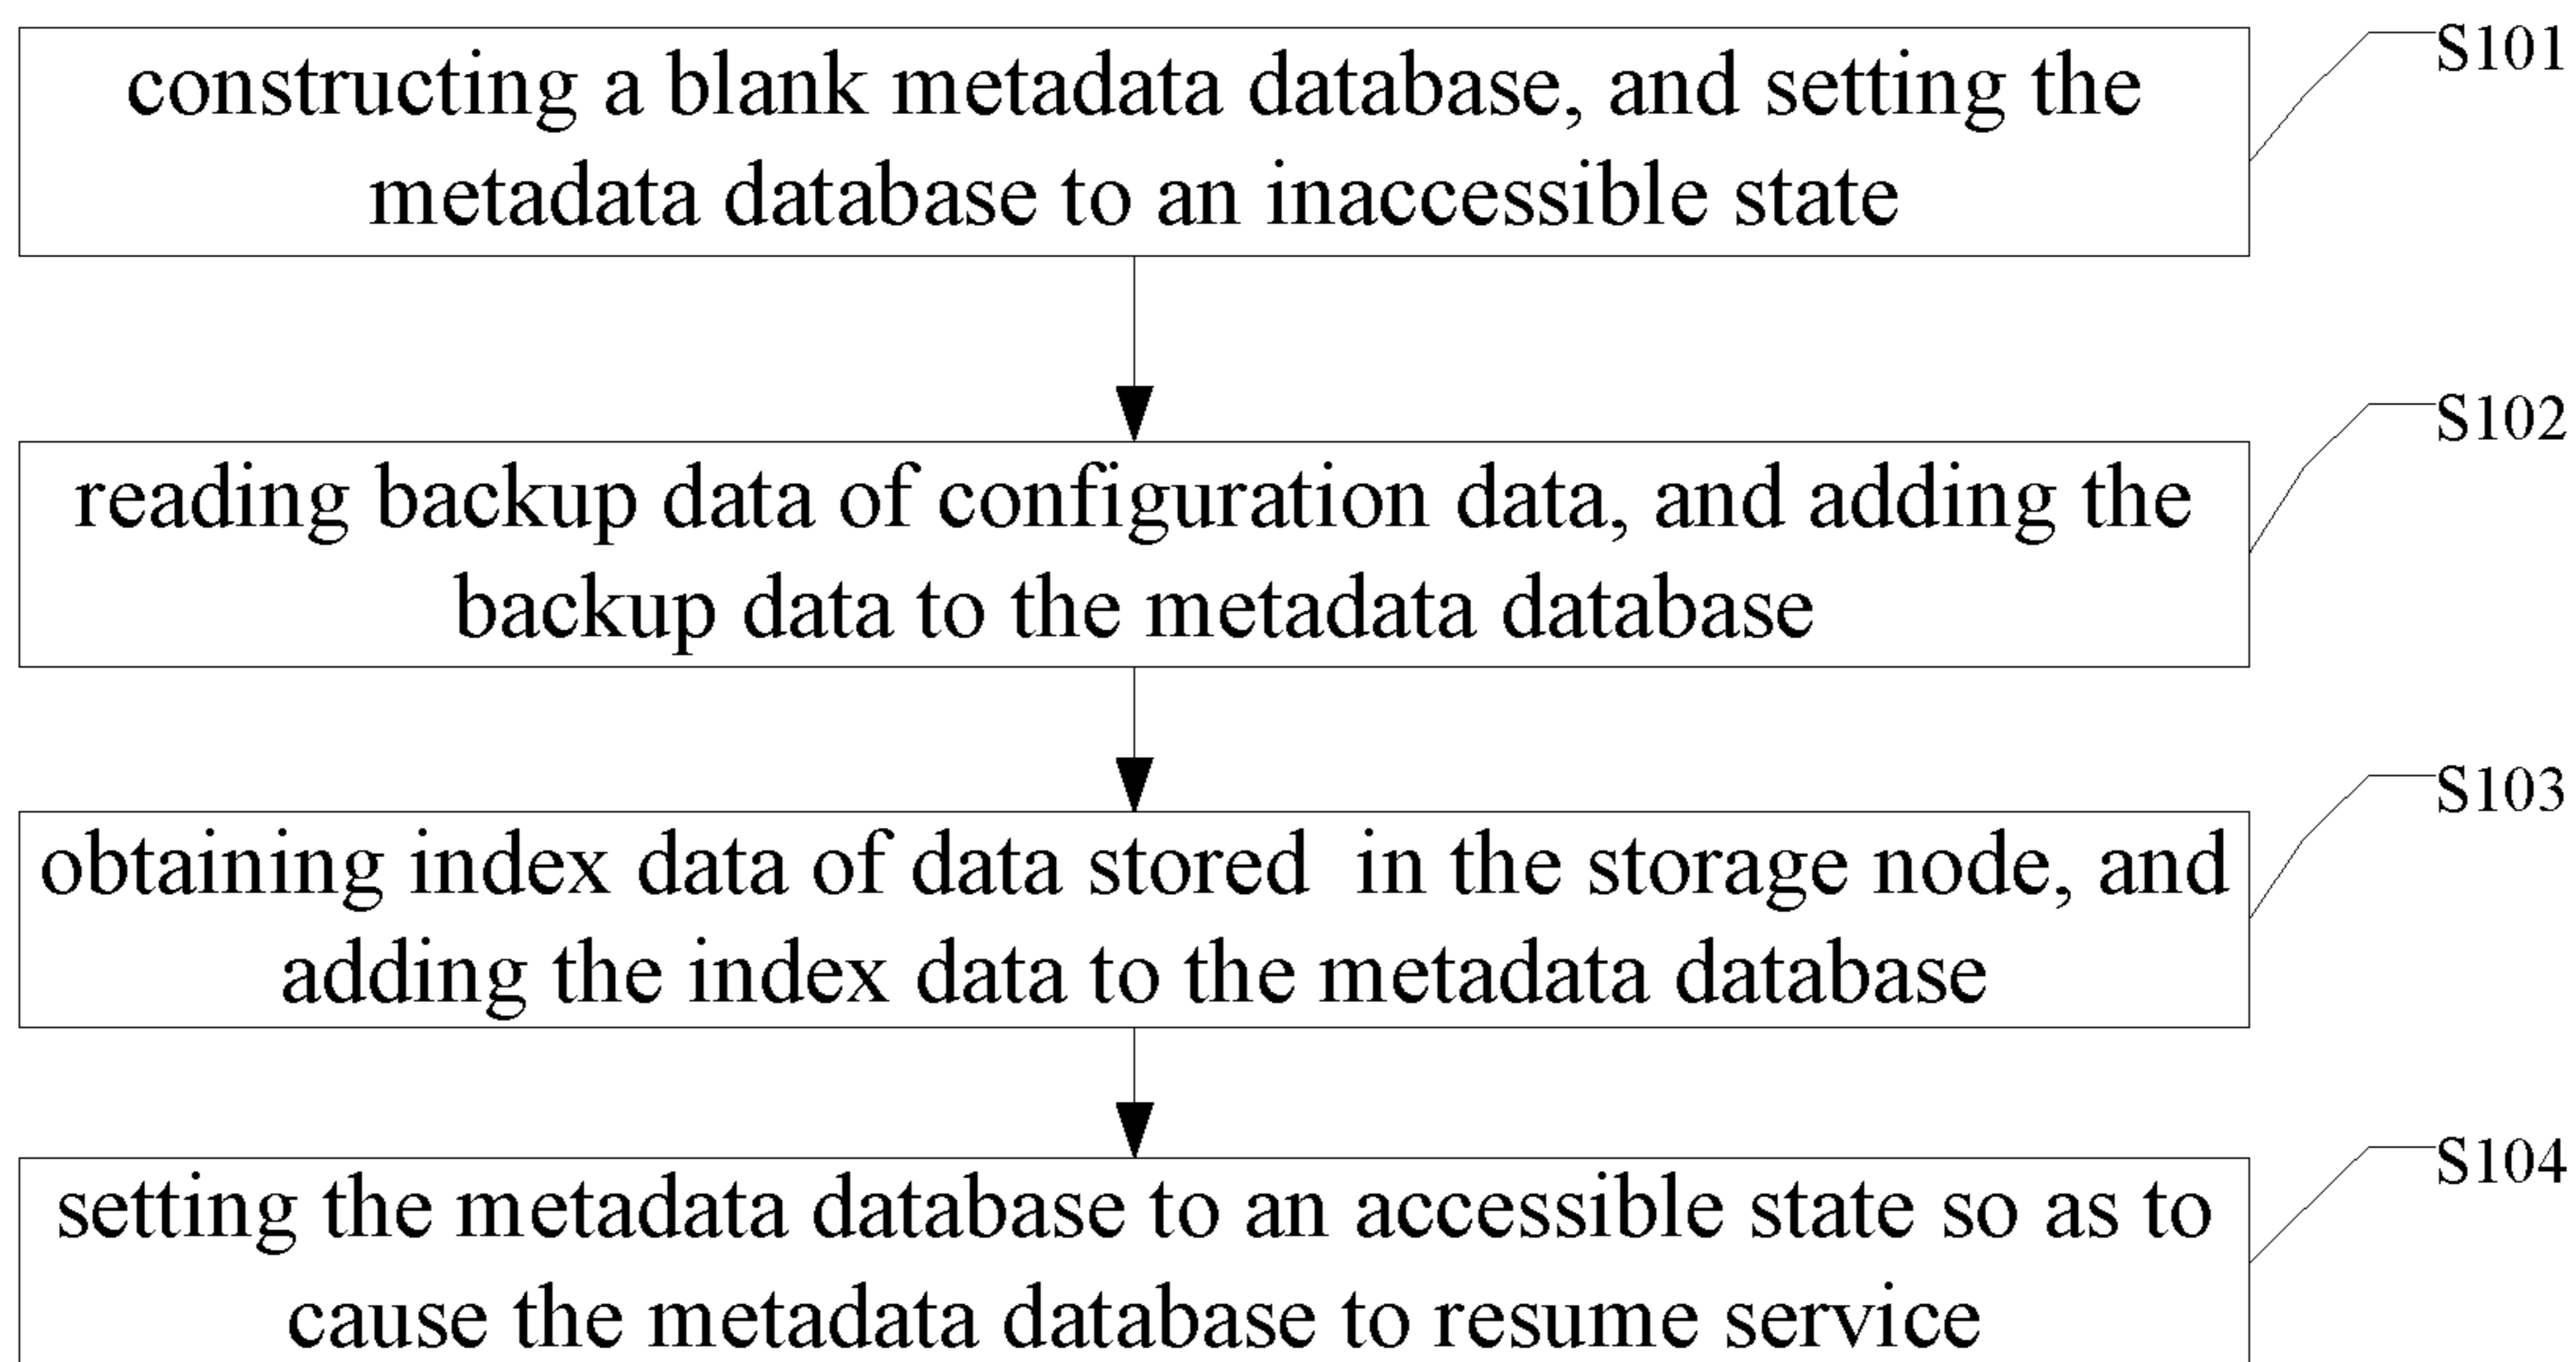 constructing a blank metadata database, and setting the
metadata database to an inaccessible state
S101
reading backup data of configuration data, and adding the
backup data to the metadata database
S102
obtaining index data of data stored  in the storage node, and
adding the index data to the metadata database
S103
setting the metadata database to an accessible state so as to
cause the metadata database to resume service
S104